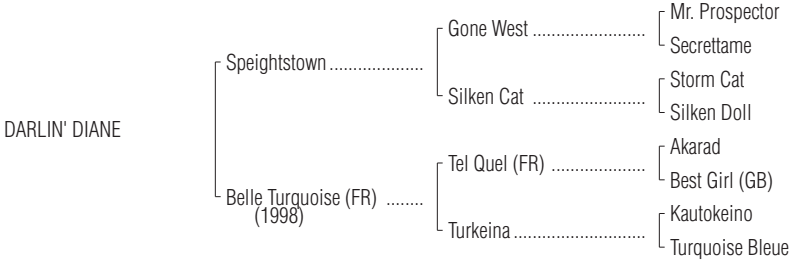 Mr. Prospector
Gone West ........................
Secrettame
Speightstown ....................
Storm Cat
Silken Cat ........................
Silken Doll
DARLIN' DIANE
Akarad
Tel Quel (FR) ....................
Best Girl (GB)
Belle Turquoise (FR) ........
(1998)
Kautokeino
Turkeina ............................
Turquoise Bleue